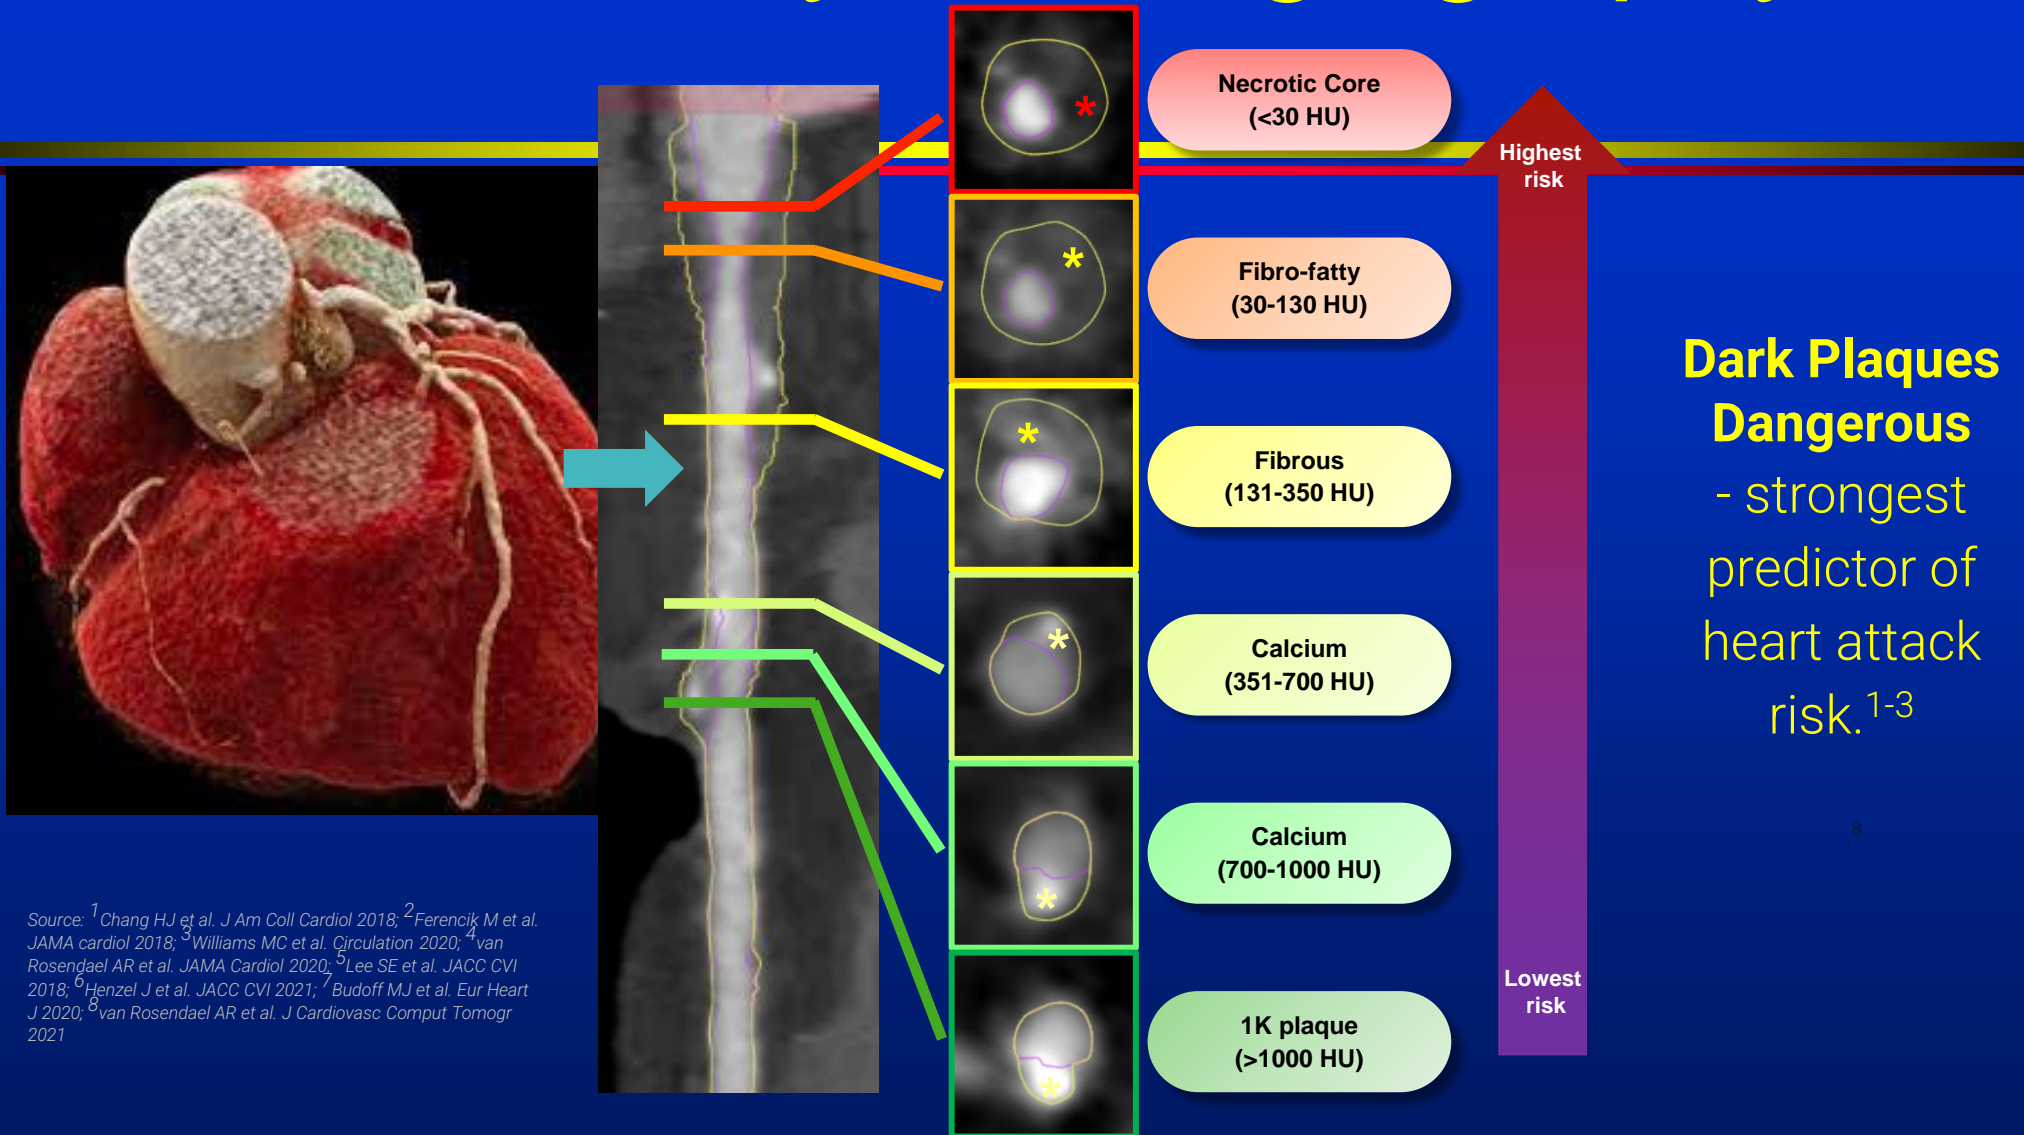 Necrotic Core
(<30 HU)
Highest
risk
Fibro-fatty
(30-130 HU)
Fibrous
(131-350 HU)
Calcium
(351-700 HU)
Calcium
(700-1000 HU)
1K plaque
(>1000 HU)
Lowest
risk
Dark Plaques
Dangerous
- strongest
predictor of
heart attack
risk.1-3
8
Source: 1Chang HJ et al. J Am Coll Cardiol 2018; 2Ferencik M et al.
JAMA cardiol 2018; 3Williams MC et al. Circulation 2020; 4van
Rosendael AR et al. JAMA Cardiol 2020; 5Lee SE et al. JACC CVI
2018; 6Henzel J et al. JACC CVI 2021; 7Budoff MJ et al. Eur Heart
J 2020; 8van Rosendael AR et al. J Cardiovasc Comput Tomogr
2021